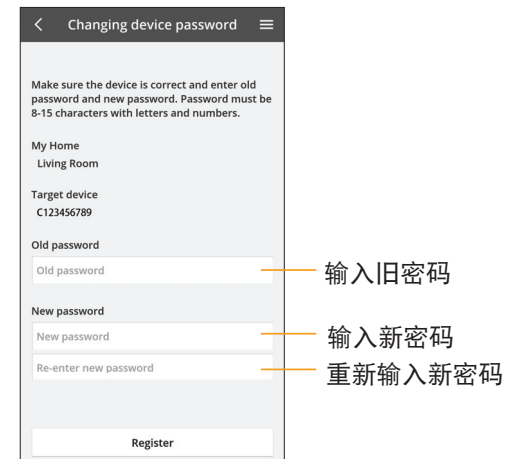 Changing device password
Make sure the device is correct and enter old
password and new password. Password must be
8-15 characters with letters and numbers.
My Home
Living Room
Target device
C123456789
Old password
Old password
输入旧密码
New password
New password
输入新密码
Re-enter new password
重新输入新密码
Register